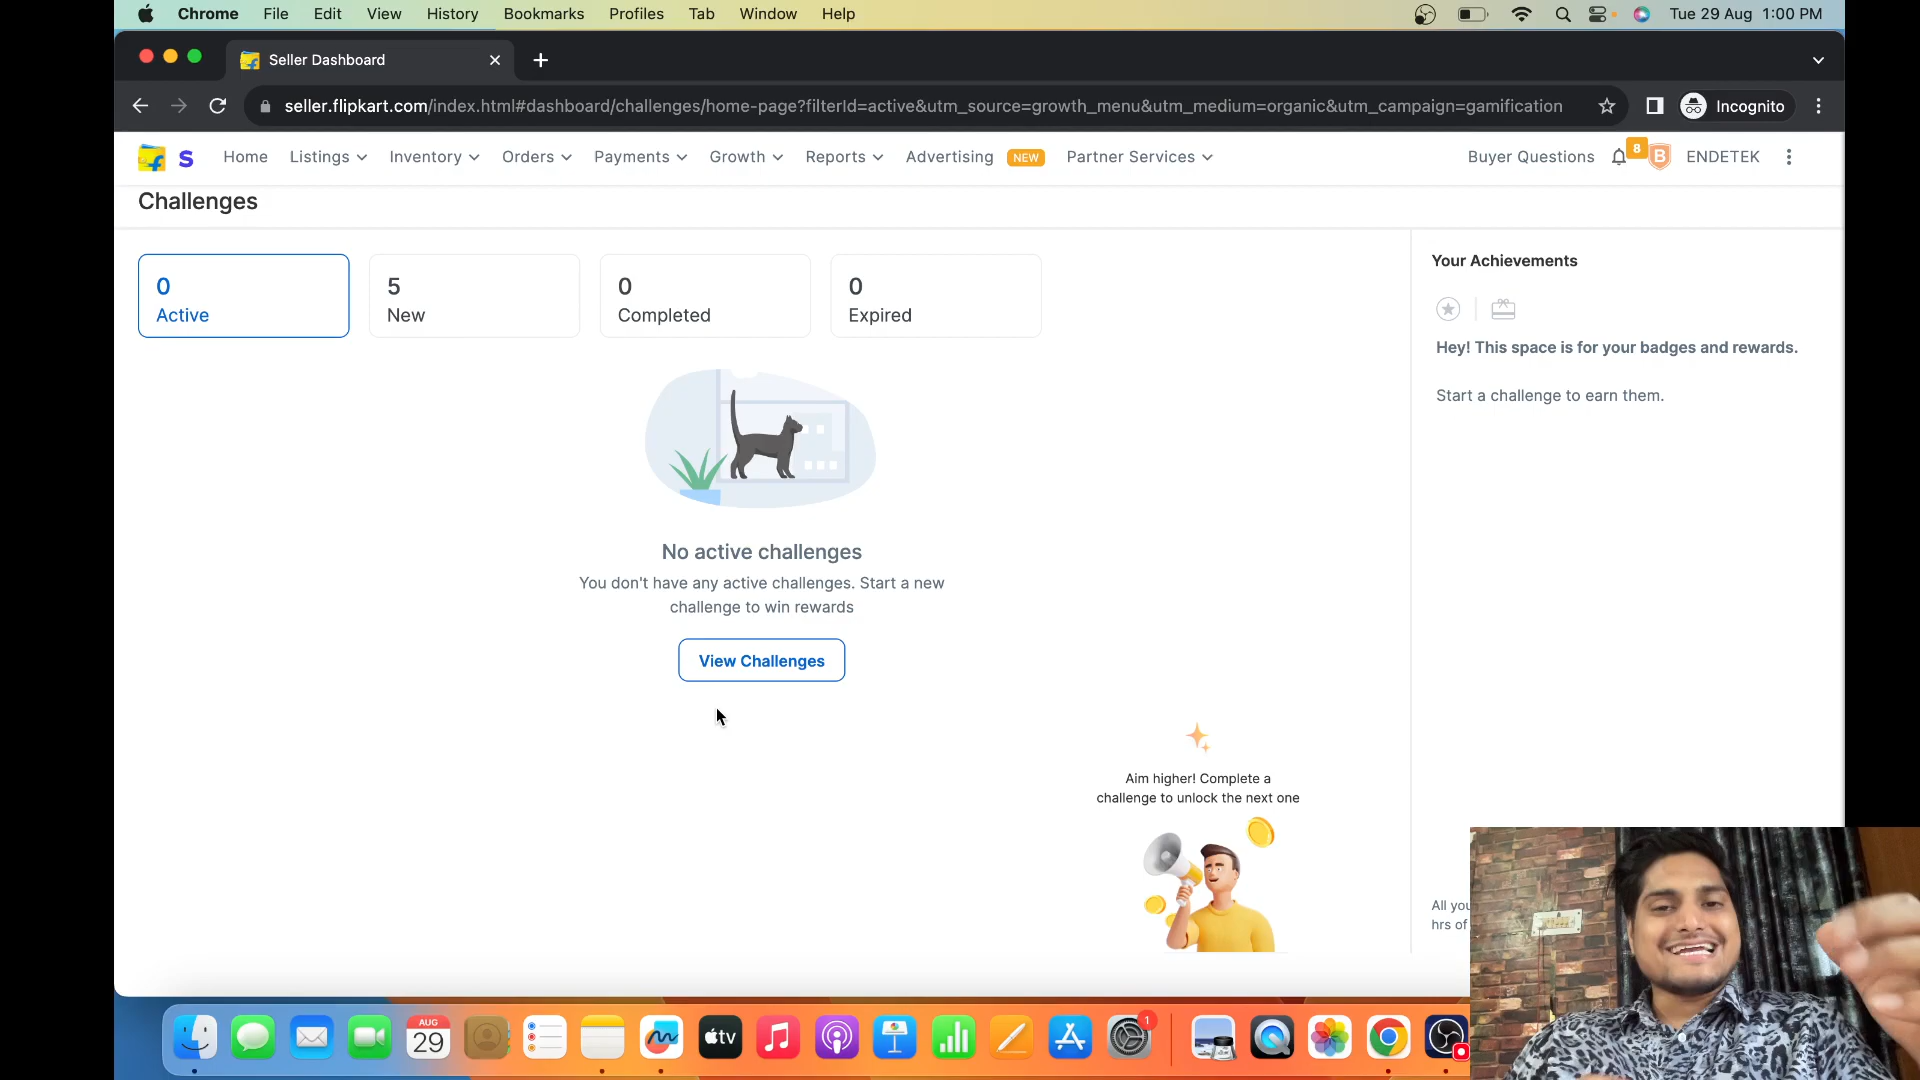 Chrome File Edit View History Bookmarks Profiles Tab Window Help Tue 29 Aug 1:00 PM
Seller Dashboard
seller.flipkart.com/index.html#dashboard/challenges/home-page?filterId=active&utm_source=growth_menu&utm_medium=organic&utm_campaign=gamification Incognito
S Home Listings Inventory Orders Payments Growth Reports Advertising NEW Partner Services Buyer Questions 8 B ENDETEK
Challenges
0
Active
5
New
0
Completed
0
Expired
Your Achievements
Hey! This space is for your badges and rewards.
Start a challenge to earn them.
No active challenges
You don't have any active challenges. Start a new
challenge to win rewards
View Challenges
Aim higher! Complete a
challenge to unlock the next one
All
hrs of
AUG
29
tv
1